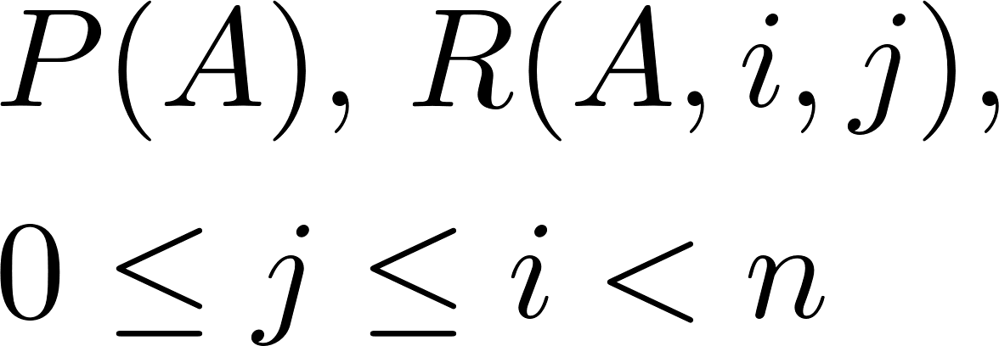 P(A), R(A, i, j),
0 ≤ j ≤ i < n